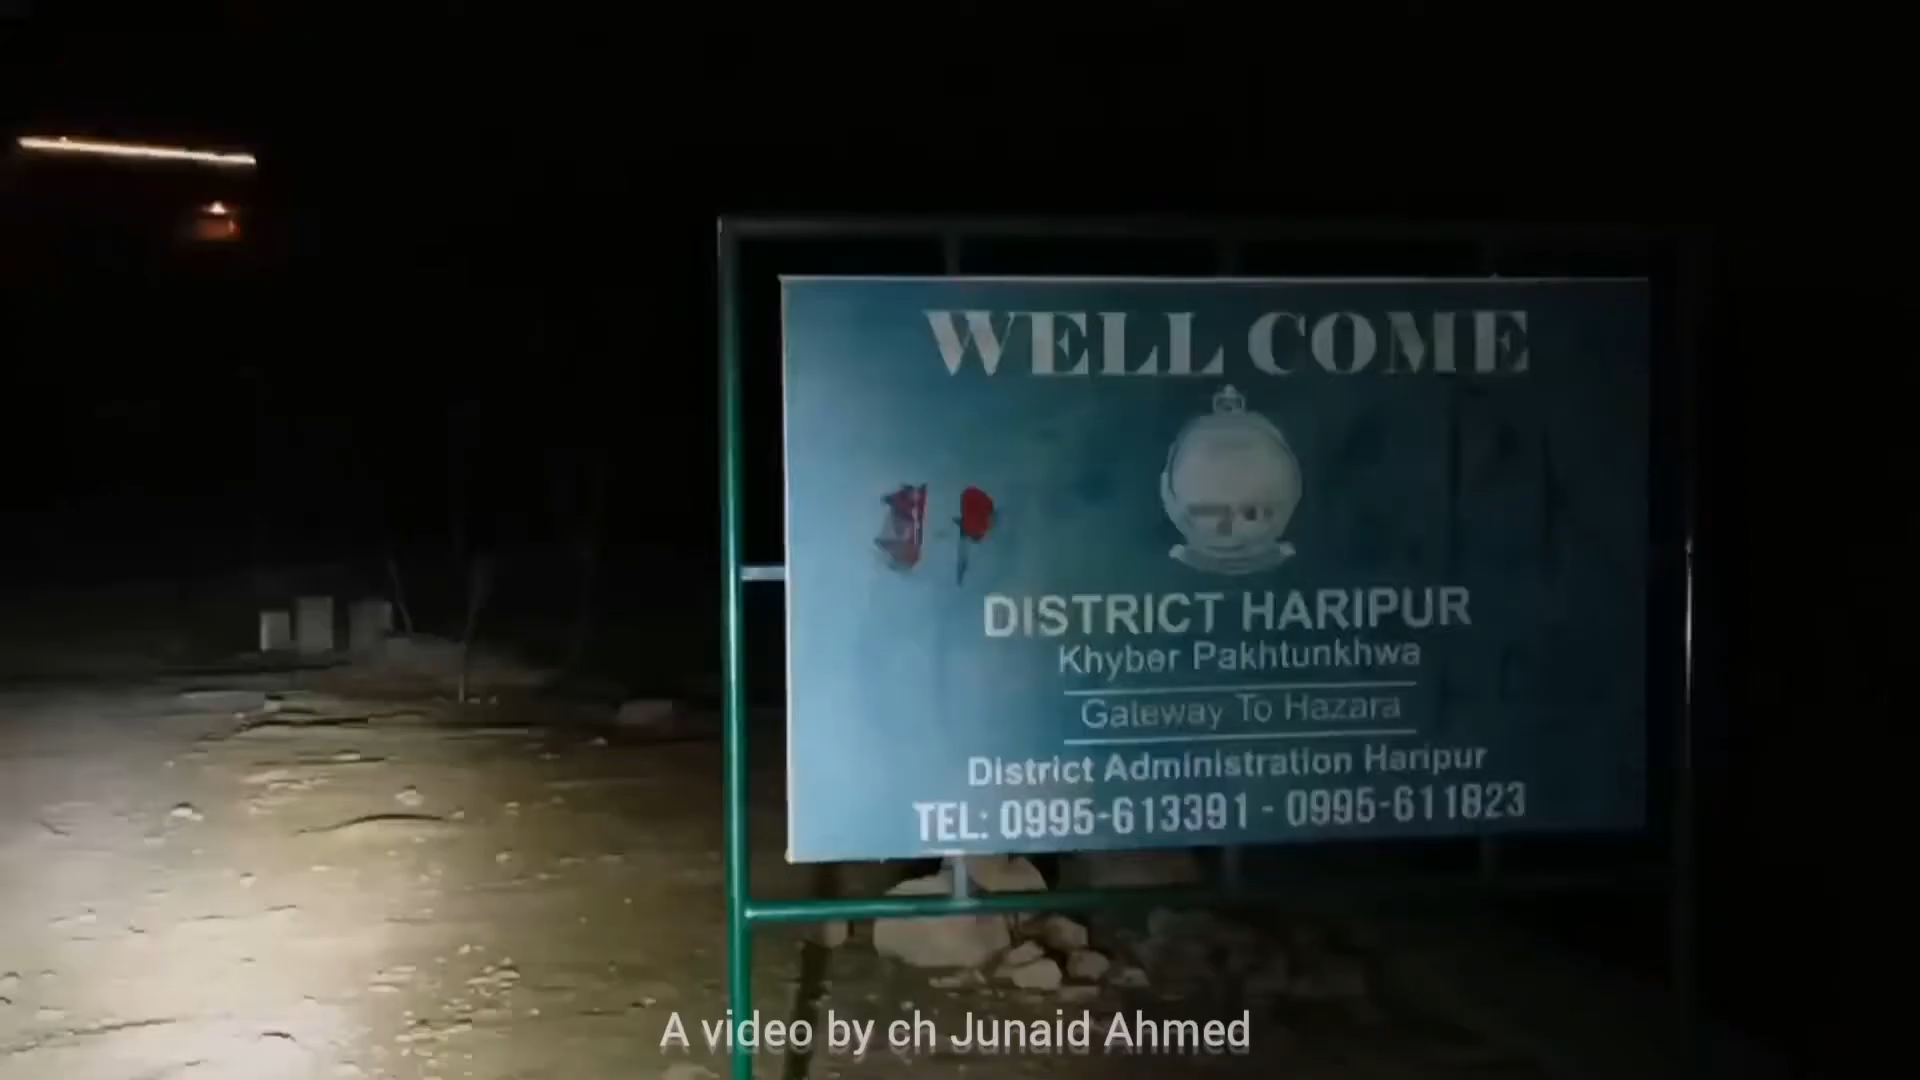 WELL COME
DISTRICT HARIPUR
Khyber Pakhtunkhwa
Gateway To Hazara
District Administration Haripur
TEL: 0995-613391 - 0995-611823
A video by ch Junaid Ahmed